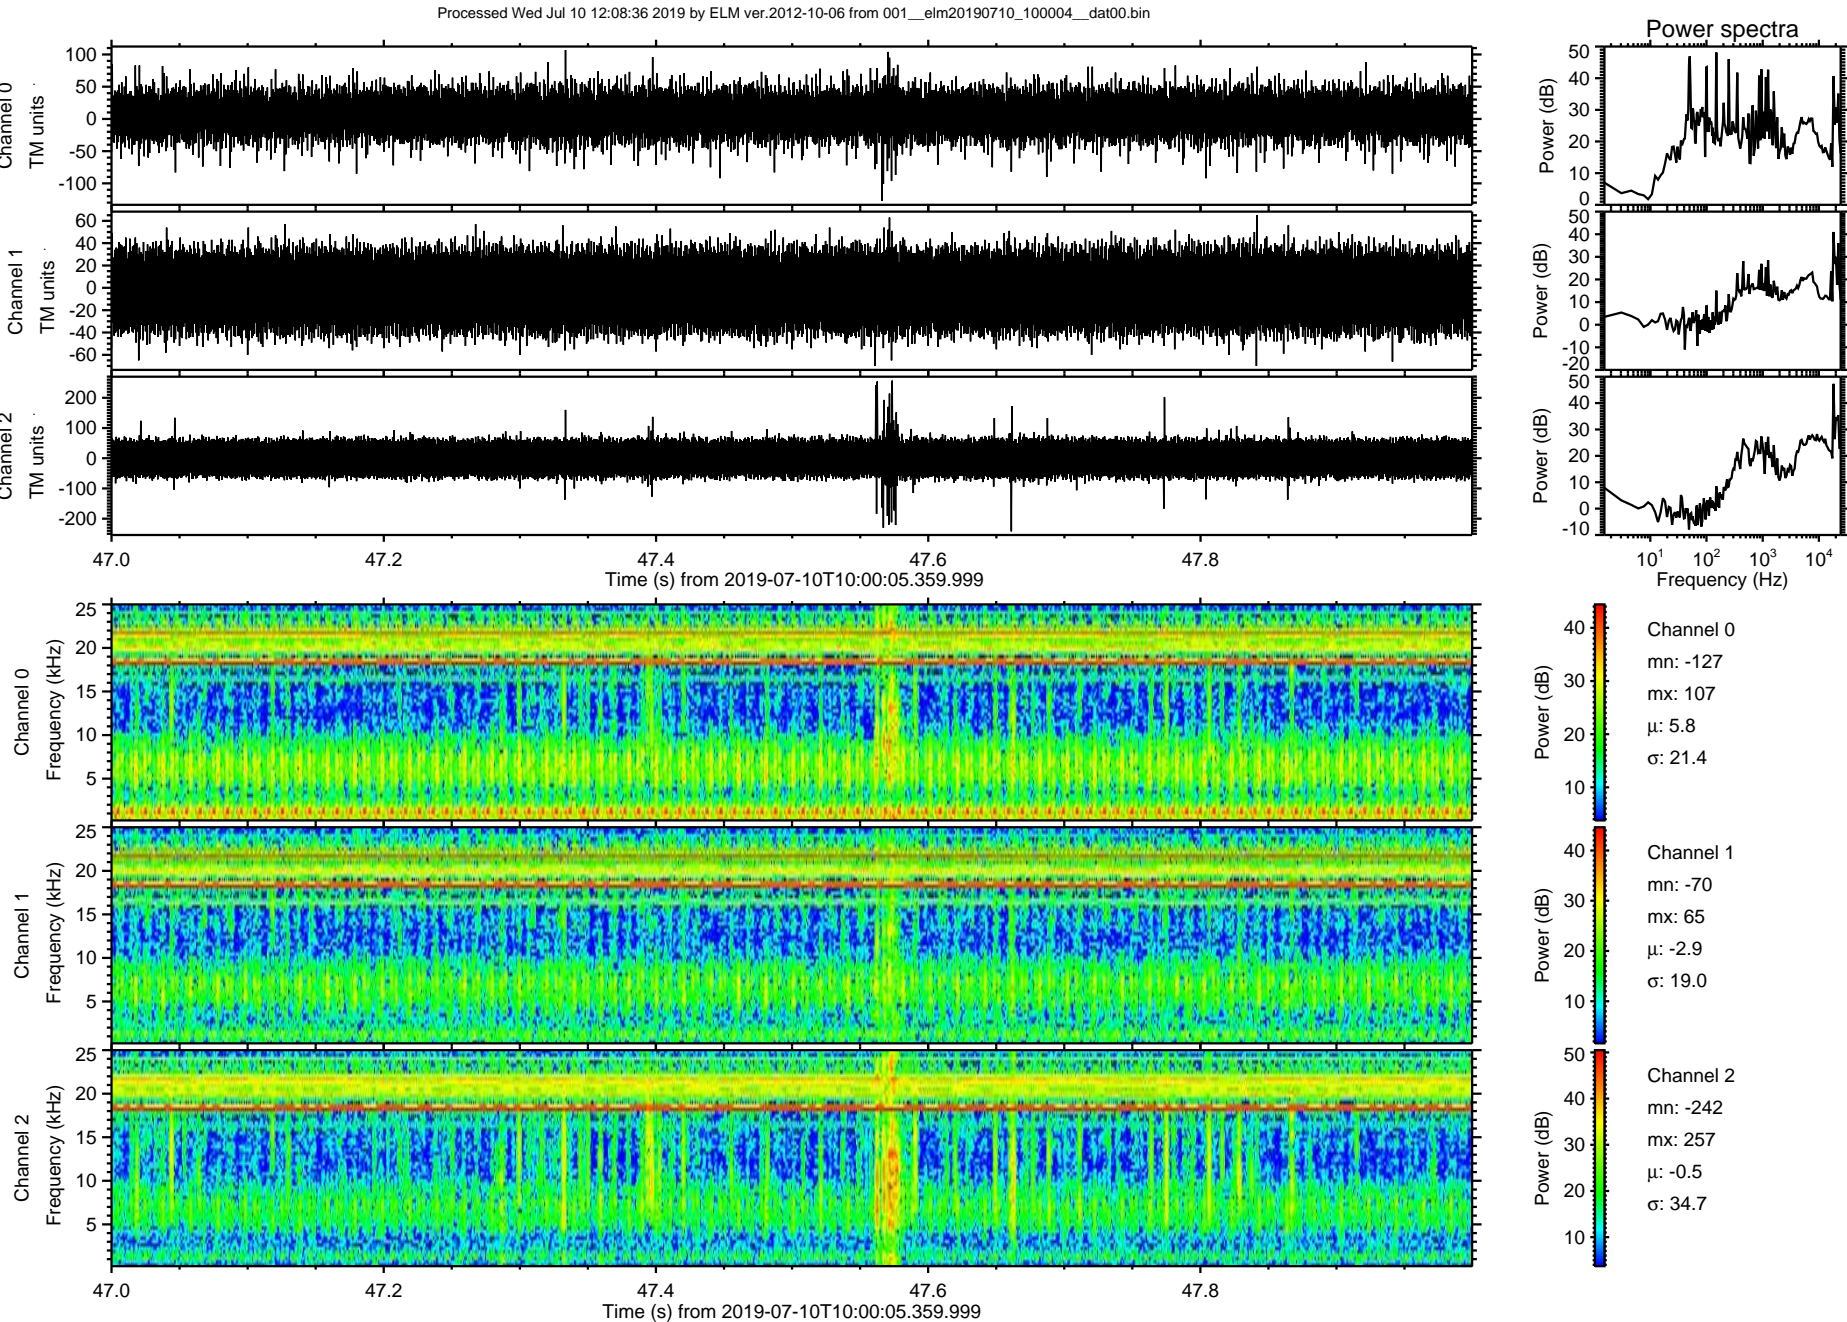 Processed Wed Jul 10 12:08:36 2019 by ELM ver.2012-10-06 from 001__elm20190710_100004__dat00.bin
Power spectra
Channel 0
TM units
100
50
0
-50
-100
Power (dB)
50
40
30
20
10
0
Channel 1
TM units
60
40
20
0
-20
-40
-60
Power (dB)
50
40
30
20
10
0
-10
-20
Channel 2
TM units
200
100
0
-100
-200
Power (dB)
50
40
30
20
10
0
-10
47.0 47.2 47.4 47.6 47.8
Time (s) from 2019-07-10T10:00:05.359.999
10^1 10^2 10^3 10^4
Frequency (Hz)
Channel 0
Frequency (kHz)
25
20
15
10
5
Power (dB)
40
30
20
10
Channel 0
mn: -127
mx: 107
μ: 5.8
σ: 21.4
Channel 1
Frequency (kHz)
25
20
15
10
5
Power (dB)
40
30
20
10
Channel 1
mn: -70
mx: 65
μ: -2.9
σ: 19.0
Channel 2
Frequency (kHz)
25
20
15
10
5
Power (dB)
50
40
30
20
10
Channel 2
mn: -242
mx: 257
μ: -0.5
σ: 34.7
47.0 47.2 47.4 47.6 47.8
Time (s) from 2019-07-10T10:00:05.359.999